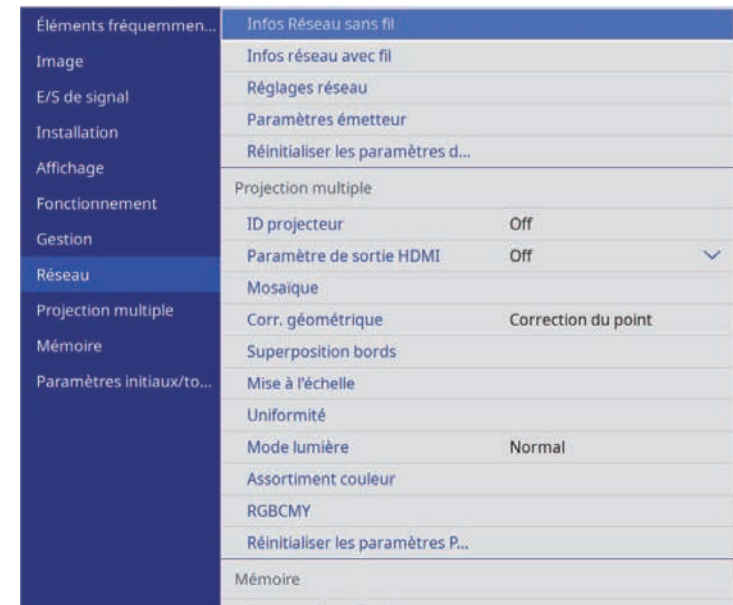 Éléments fréquemmen...
Image
E/S de signal
Installation
Affichage
Fonctionnement
Gestion
Réseau
Projection multiple
Mémoire
Paramètres initiaux/to...
Infos Réseau sans fil
Infos réseau avec fil
Réglages réseau
Paramètres émetteur
Réinitialiser les paramètres d...
Projection multiple
ID projecteur Off
Paramètre de sortie HDMI Off
Mosaïque
Corr. géométrique Correction du point
Superposition bords
Mise à l'échelle
Uniformité
Mode lumière Normal
Assortiment couleur
RGBCMY
Réinitialiser les paramètres P...
Mémoire